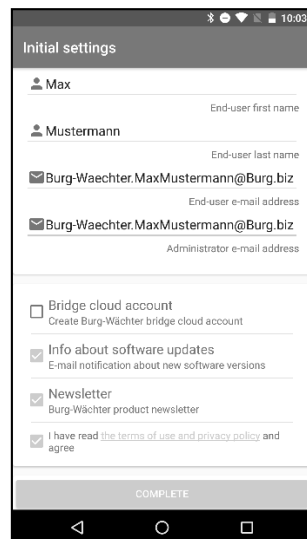 10:03
Initial settings
Max
End-user first name
Mustermann
End-user last name
Burg-Waechter.MaxMustermann@Burg.biz
End-user e-mail address
Burg-Waechter.MaxMustermann@Burg.biz
Administrator e-mail address
Bridge cloud account
Create Burg-Wächter bridge cloud account
Info about software updates
E-mail notification about new software versions
Newsletter
Burg-Wächter product newsletter
I have read the terms of use and privacy policy and
agree
COMPLETE